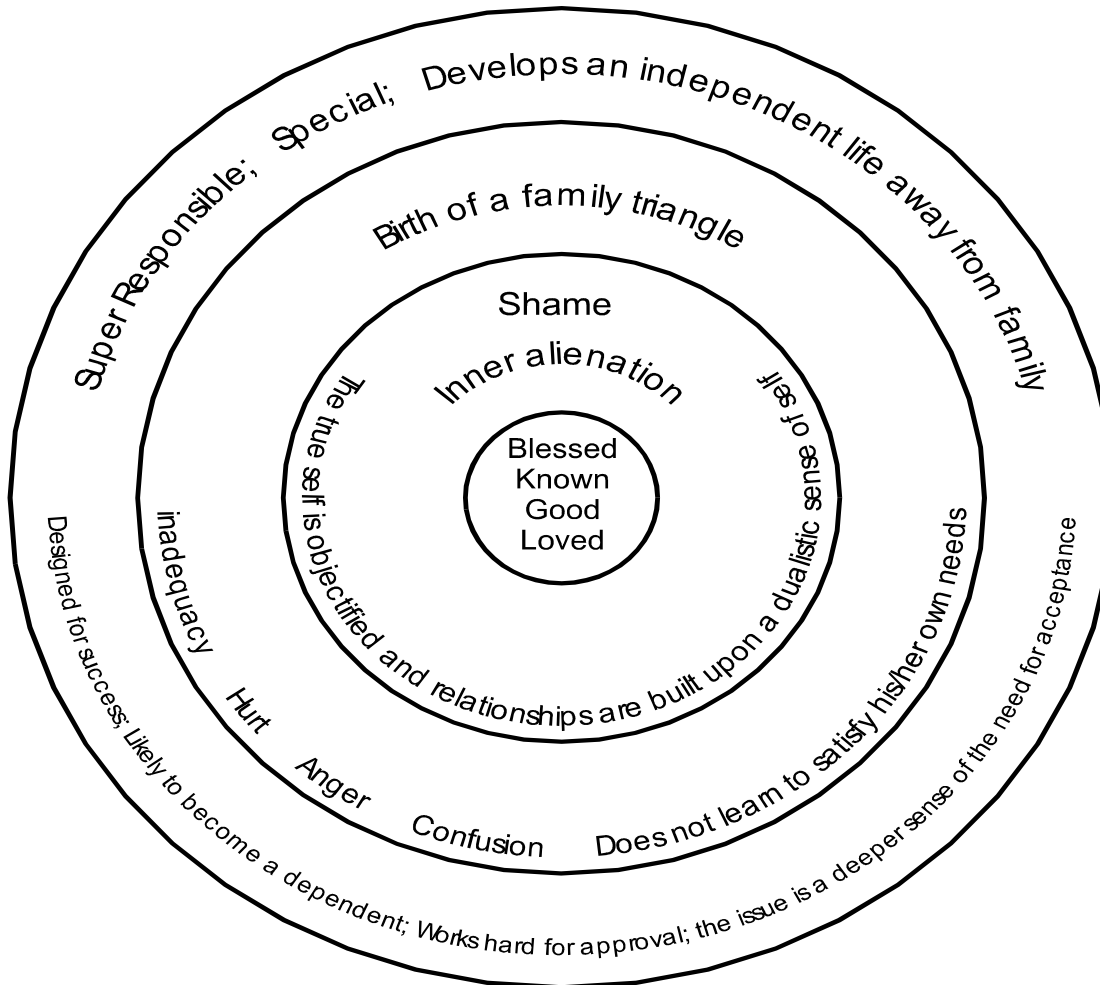 Super Responsible; Special; Develops an independent life away from family
Birth of a family triangle
Shame
Inner alienation
Blessed
Known
Good
Loved
The true self is objectified and relationships are built upon a dualistic sense of self
inadequacy Hurt Anger Confusion Does not learn to satisfy his/her own needs
Designed for success; Likely to become a dependent; Works hard for approval; the issue is a deeper sense of the need for acceptance